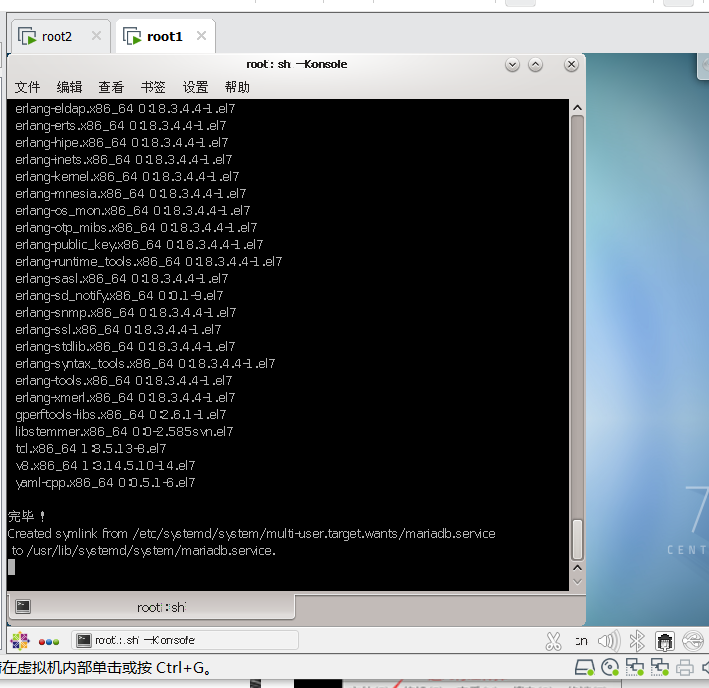 root2
root1
root : sh —Konsole
文件 编辑 查看 书签 设置 帮助
erlang-eldap.x86_64 0:18.3.4.4-1.el7
erlang-erts.x86_64 0:18.3.4.4-1.el7
erlang-hipe.x86_64 0:18.3.4.4-1.el7
erlang-inets.x86_64 0:18.3.4.4-1.el7
erlang-kernel.x86_64 0:18.3.4.4-1.el7
erlang-mnesia.x86_64 0:18.3.4.4-1.el7
erlang-os_mon.x86_64 0:18.3.4.4-1.el7
erlang-otp_mibs.x86_64 0:18.3.4.4-1.el7
erlang-public_key.x86_64 0:18.3.4.4-1.el7
erlang-runtime_tools.x86_64 0:18.3.4.4-1.el7
erlang-sasl.x86_64 0:18.3.4.4-1.el7
erlang-sd_notify.x86_64 0:0.1-9.el7
erlang-snmp.x86_64 0:18.3.4.4-1.el7
erlang-ssl.x86_64 0:18.3.4.4-1.el7
erlang-stdlib.x86_64 0:18.3.4.4-1.el7
erlang-syntax_tools.x86_64 0:18.3.4.4-1.el7
erlang-tools.x86_64 0:18.3.4.4-1.el7
erlang-xmerl.x86_64 0:18.3.4.4-1.el7
gperftools-libs.x86_64 0:2.6.1-1.el7
libstemmer.x86_64 0:0-2.585svn.el7
tcl.x86_64 1:8.5.13-8.el7
v8.x86_64 1:3.14.5.10-14.el7
yaml-cpp.x86_64 0:0.5.1-6.el7
完毕！
Created symlink from /etc/systemd/system/multi-user.target.wants/mariadb.service
to /usr/lib/systemd/system/mariadb.service.
7
CENT
root : sh
root : sh —Konsole
cn
在虚拟机内部单击或按 Ctrl+G。